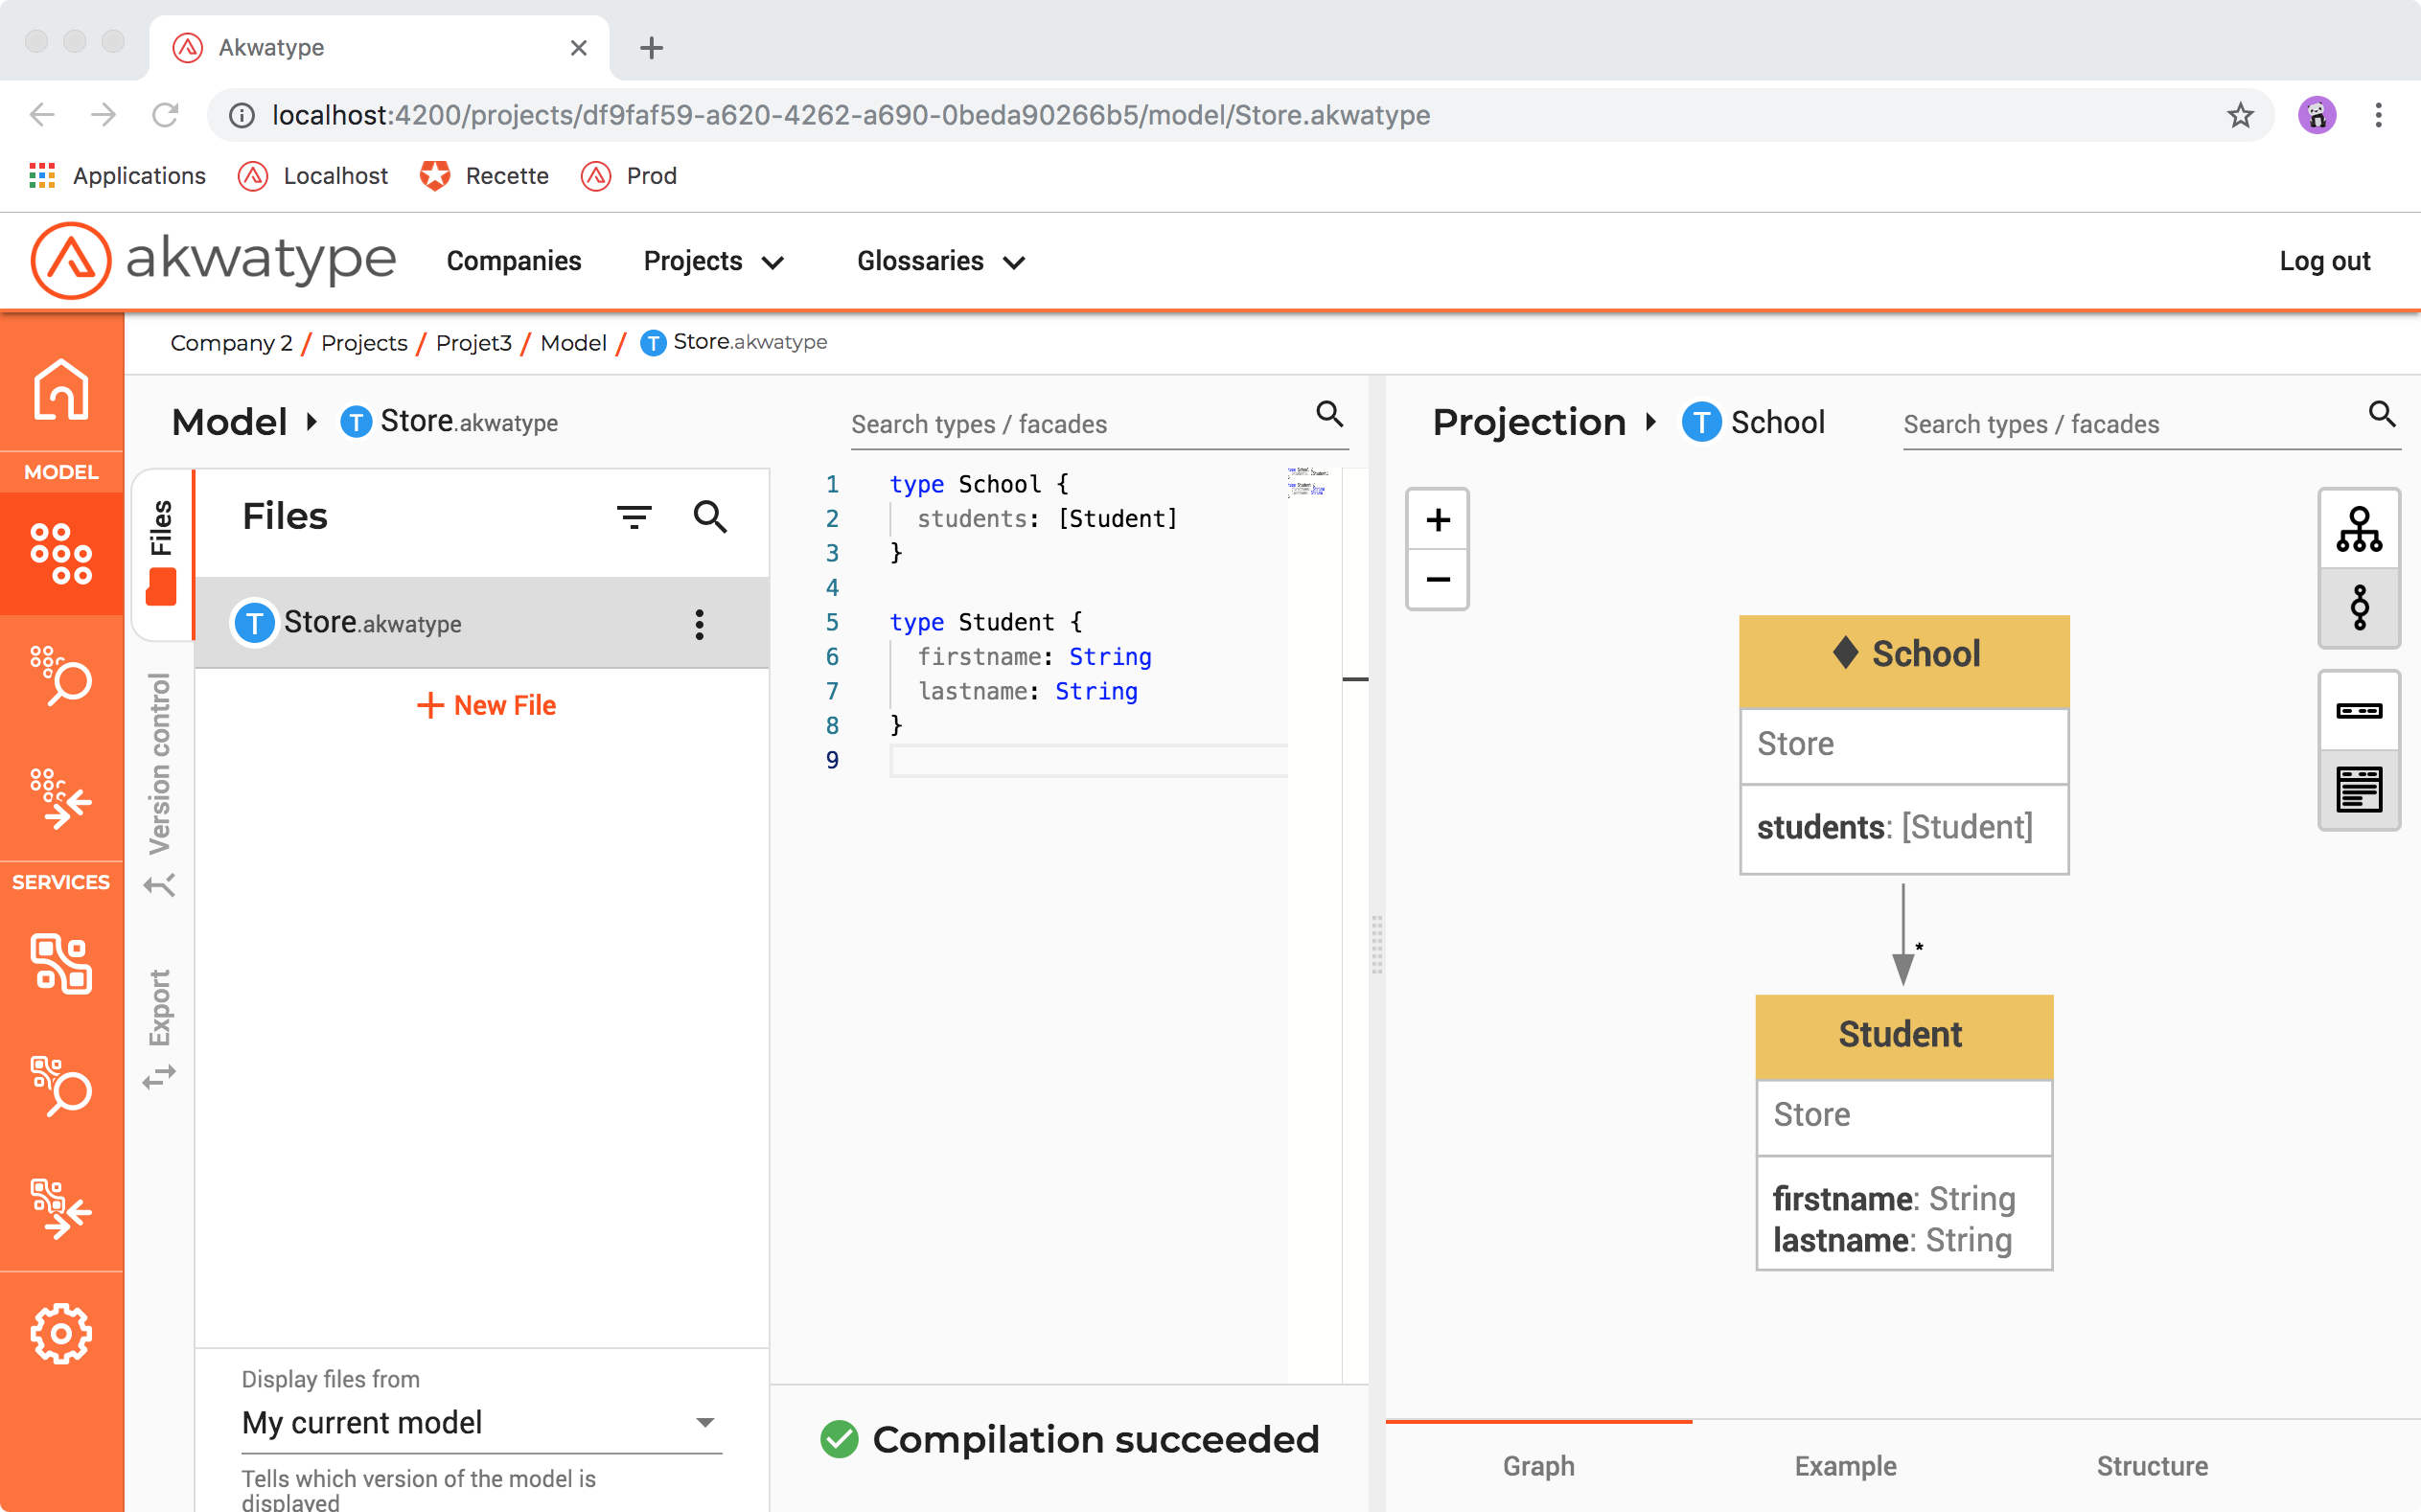 Akwatype
localhost:4200/projects/df9faf59-a620-4262-a690-0beda90266b5/model/Store.akwatype
Applications
Localhost
Recette
Prod
akwatype
Companies
Projects
Glossaries
Log out
Company 2 / Projects / Projet3 / Model / T Store.akwatype
MODEL
SERVICES
Model
T Store.akwatype
Search types / facades
Files
Version control
Export
Files
T Store.akwatype
+ New File
Display files from
My current model
Tells which version of the model is
displayed
1 type School {
2 students: [Student]
3 }
4
5 type Student {
6 firstname: String
7 lastname: String
8 }
9
Compilation succeeded
Projection
T School
Search types / facades
+
−
School
Store
students: [Student]
*
Student
Store
firstname: String
lastname: String
Graph
Example
Structure